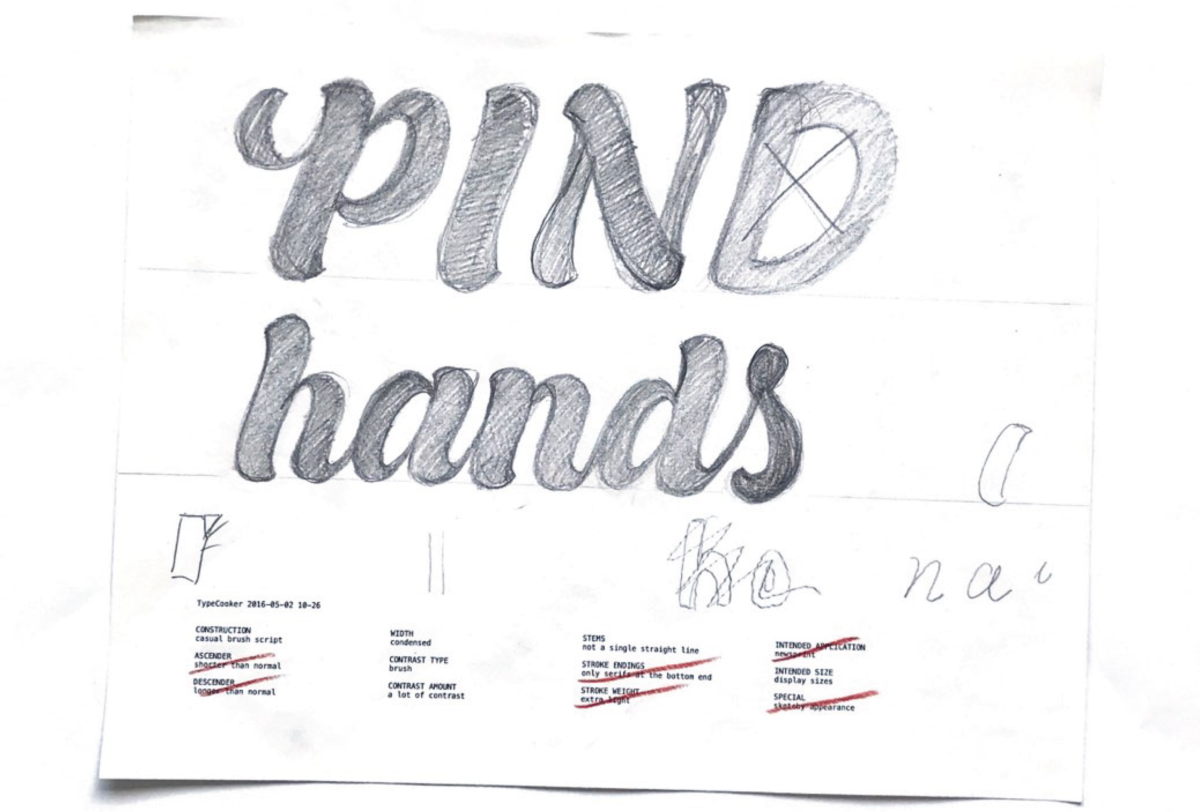 PIND
hands
n a
TypeCooker 2016-05-02 10-26
CONSTRUCTION
casual brush script
ASCENDER
shorter than normal
DESCENDER
longer than normal
WIDTH
condensed
CONTRAST TYPE
brush
CONTRAST AMOUNT
a lot of contrast
STEMS
not a single straight line
STROKE ENDINGS
only serifs at the bottom end
STROKE WEIGHT
extra light
INTENDED APPLICATION
newsprint
INTENDED SIZE
display sizes
SPECIAL
sketchy appearance